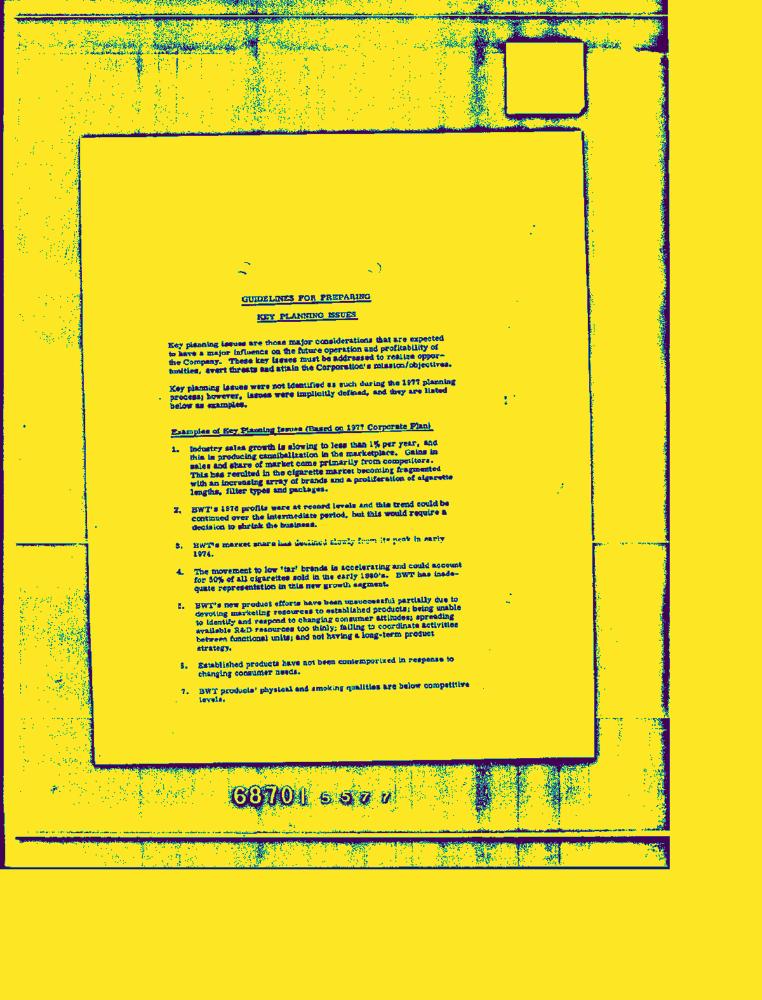 GUIDELINES FOR PREPARING
KEY PLANNING ISSUES
Key planning issues are those major considerations that are expected
to have a major influence on the future operation and profitability of
the Company. These key issues must be addressed to realize oppor-
tunities, avert threats and attain the Corporation's mission/objectives.
Key planning issues were not identified as such during the 1977 planning
process; however, issues were implicitly defined, and they are listed
below as examples.
Examples of Key Planning Issues (Based on 1977 Corporate Plan)
1. Industry sales growth is slowing to less than 1% per year, and
this is producing cannibalization in the marketplace. Gains in
sales and share of market come primarily from competitors.
This has resulted in the cigarette market becoming fragmented
with an increasing array of brands and a proliferation of cigarette
lengths, filter types and packages.
2. BWT's 1976 profits were at record levels and this trend could be
continued over the intermediate period, but this would require a
decision to shrink the business.
3. BWT's market share has declined slowly from its peak in early
1974.
4. The movement to low 'tar' brands is accelerating and could account
for 50% of all cigarettes sold in the early 1980's. BWT has inade-
quate representation in this new growth segment.
5. BWT's new product efforts have been unsuccessful partially due to
devoting marketing resources to established products; being unable
to identify and respond to changing consumer attitudes; spreading
available R&D resources too thinly; failing to coordinate activities
between functional units; and not having a long-term product
strategy.
6. Established products have not been contemporized in response to
changing consumer needs.
7. BWT products' physical and smoking qualities are below competitive
levels.
68701 5577